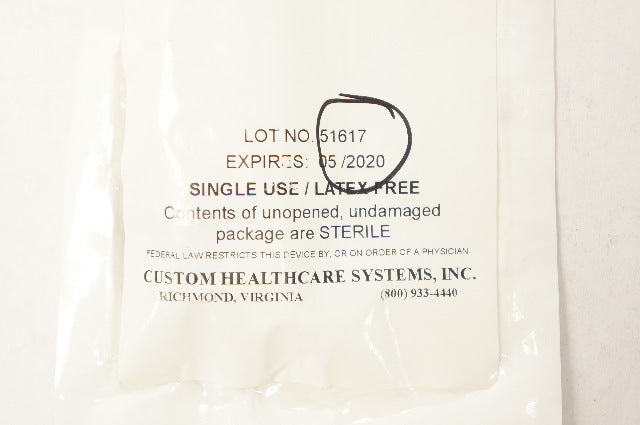 LOT NO. 51617
EXPIRES: 05 /2020
SINGLE USE / LATEX FREE
Contents of unopened, undamaged
package are STERILE
FEDERAL LAW RESTRICTS THIS DEVICE BY, OR ON ORDER OF A PHYSICIAN
CUSTOM HEALTHCARE SYSTEMS, INC.
RICHMOND, VIRGINIA (800) 933-4440